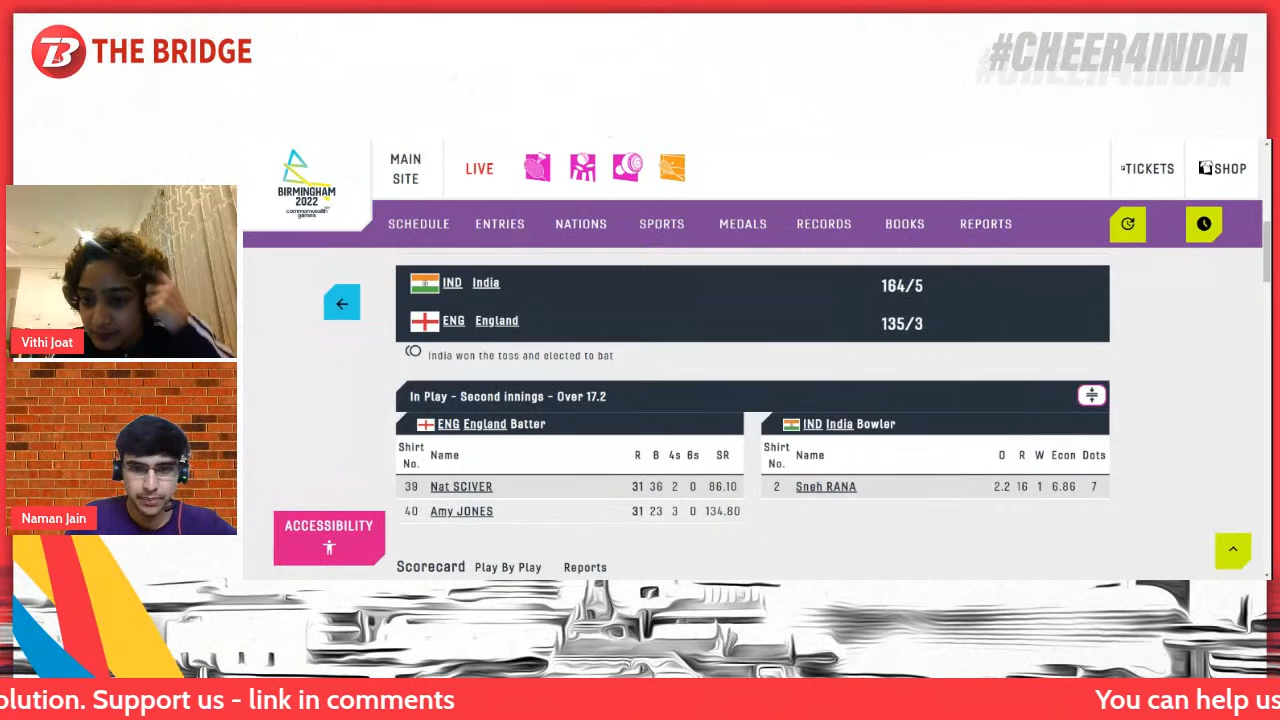 THE BRIDGE
#CHEER4INDIA
BIRMINGHAM
2022
commonwealth
games
MAIN
SITE
LIVE
TICKETS
SHOP
SCHEDULE
ENTRIES
NATIONS
SPORTS
MEDALS
RECORDS
BOOKS
REPORTS
IND India 164/5
ENG England 135/3
India won the toss and elected to bat
In Play - Second innings - Over 17.2
ENG England Batter
Shirt No. Name R B 4s 6s SR
39 Nat SCIVER 31 36 2 0 86.10
40 Amy JONES 31 23 3 0 134.80
IND India Bowler
Shirt No. Name O R W Econ Dots
2 Sneh RANA 2.2 16 1 6.86 7
Scorecard Play By Play Reports
ACCESSIBILITY
Vithi Joat
Naman Jain
olution. Support us - link in comments
You can help us